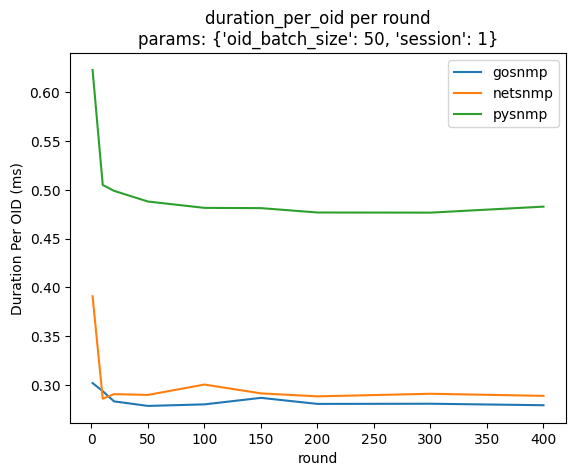 duration_per_oid per round
params: {'oid_batch_size': 50, 'session': 1}
gosnmp
netsnmp
pysnmp
Duration Per OID (ms)
0.60
0.55
0.50
0.45
0.40
0.35
0.30
0
50
100
150
200
250
300
350
400
round